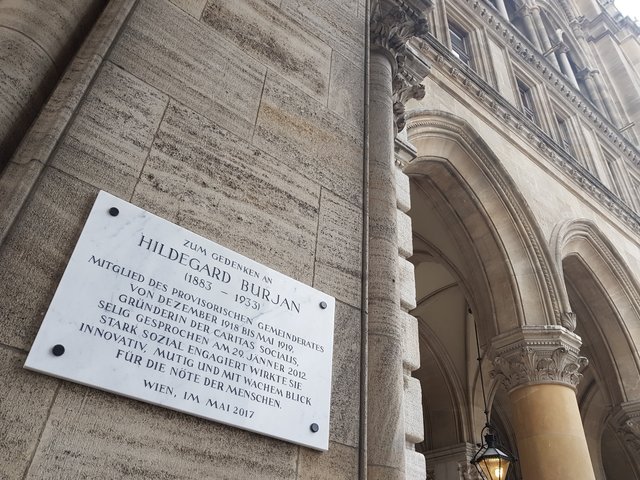 ZUM GEDENKEN AN
HILDEGARD BURJAN
(1883 – 1933)
MITGLIED DES PROVISORISCHEN GEMEINDERATES
VON DEZEMBER 1918 BIS MAI 1919,
GRÜNDERIN DER CARITAS SOCIALIS,
SELIG GESPROCHEN AM 29. JÄNNER 2012.
STARK SOZIAL ENGAGIERT WIRKTE SIE
INNOVATIV, MUTIG UND MIT WACHEM BLICK
FÜR DIE NÖTE DER MENSCHEN.
WIEN, IM MAI 2017